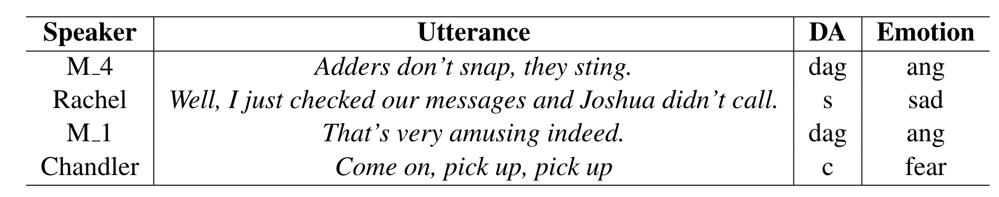 Speaker Utterance DA Emotion
M_4 Adders don’t snap, they sting. dag ang
Rachel Well, I just checked our messages and Joshua didn’t call. s sad
M_1 That’s very amusing indeed. dag ang
Chandler Come on, pick up, pick up c fear